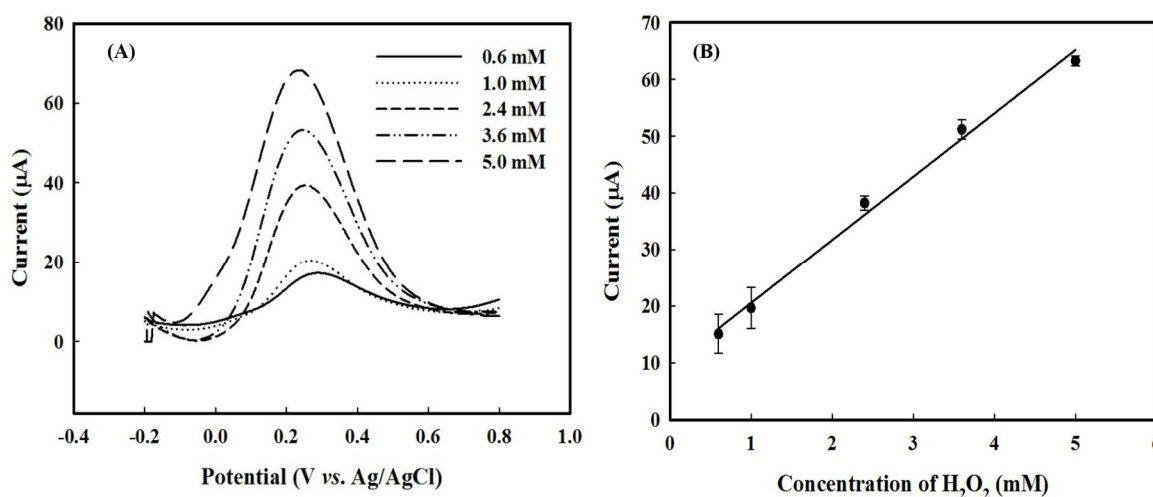 (A)
0.6 mM
1.0 mM
2.4 mM
3.6 mM
5.0 mM
80
60
40
20
0
Current (µA)
-0.4 -0.2 0.0 0.2 0.4 0.6 0.8 1.0
Potential (V vs. Ag/AgCl)
(B)
70
60
50
40
30
20
10
0
Current (µA)
0 1 2 3 4 5 6
Concentration of H₂O₂ (mM)